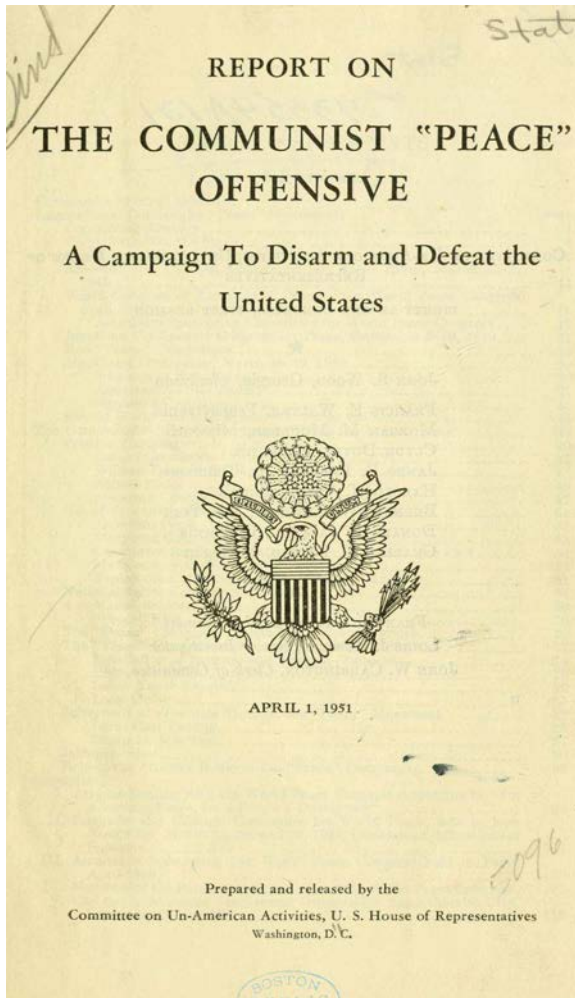 Stat
REPORT ON
THE COMMUNIST "PEACE"
OFFENSIVE
A Campaign To Disarm and Defeat the
United States
APRIL 1, 1951
5096
Prepared and released by the
Committee on Un-American Activities, U. S. House of Representatives
Washington, D. C.
BOSTON